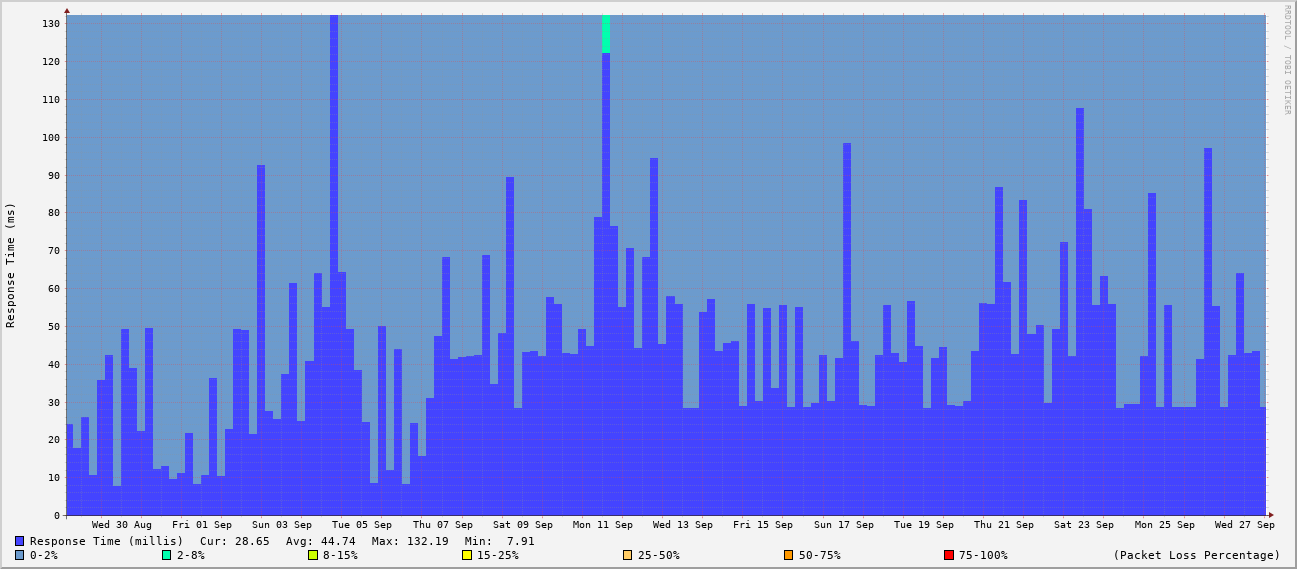 RRDTOOL / TOBI OETIKER
Response Time (ms)
130
120
110
100
90
80
70
60
50
40
30
20
10
0
Wed 30 Aug Fri 01 Sep Sun 03 Sep Tue 05 Sep Thu 07 Sep Sat 09 Sep Mon 11 Sep Wed 13 Sep Fri 15 Sep Sun 17 Sep Tue 19 Sep Thu 21 Sep Sat 23 Sep Mon 25 Sep Wed 27 Sep
Response Time (millis) Cur: 28.65 Avg: 44.74 Max: 132.19 Min: 7.91
0-2% 2-8% 8-15% 15-25% 25-50% 50-75% 75-100% (Packet Loss Percentage)